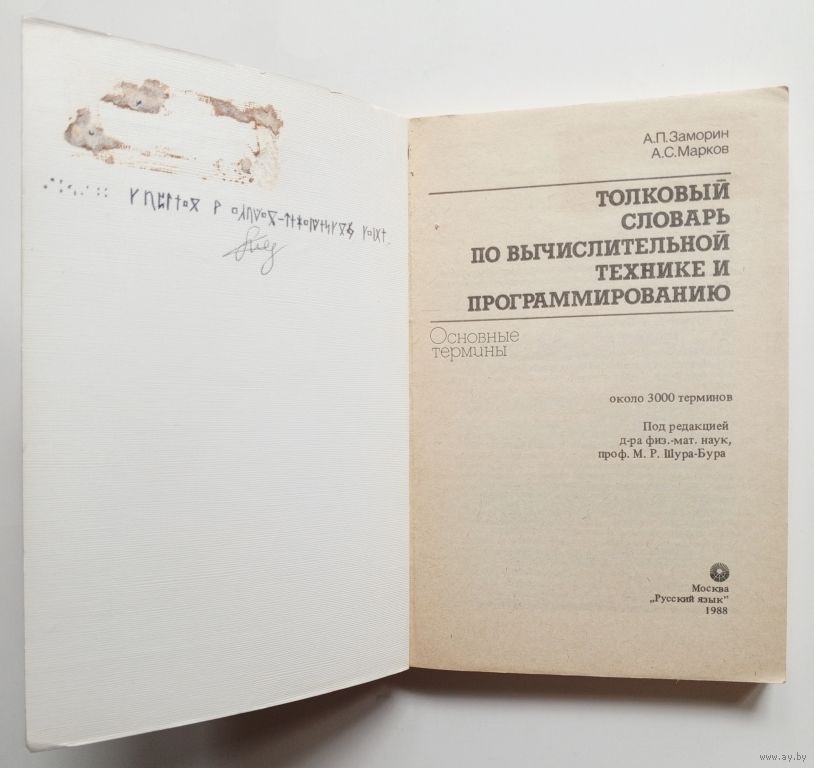 А.П.Заморин
А.С.Марков
ТОЛКОВЫЙ
СЛОВАРЬ
ПО ВЫЧИСЛИТЕЛЬНОЙ
ТЕХНИКЕ И
ПРОГРАММИРОВАНИЮ
Основные
термины
около 3000 терминов
Под редакцией
д-ра физ.-мат. наук,
проф. М. Р. Шура-Бура
Москва
„Русский язык"
1988
www.ay.by